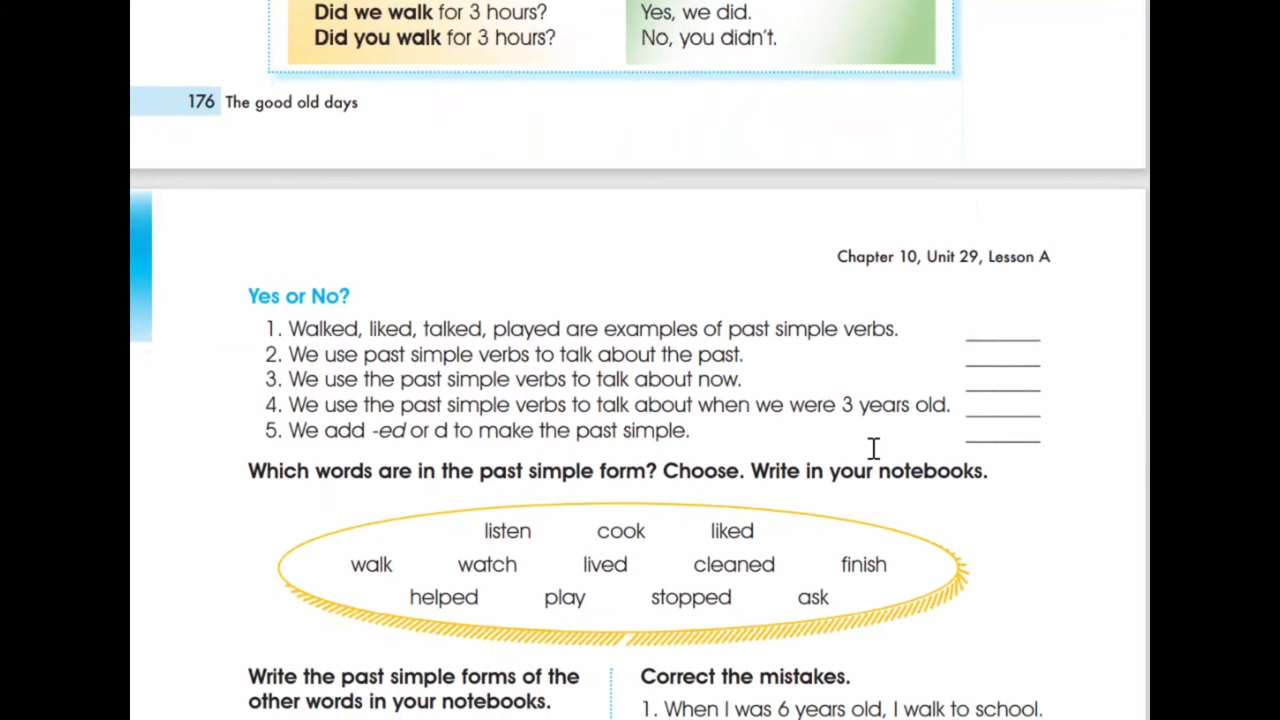 Did we walk for 3 hours? Yes, we did.
Did you walk for 3 hours? No, you didn't.
176 The good old days
Chapter 10, Unit 29, Lesson A
Yes or No?
1. Walked, liked, talked, played are examples of past simple verbs. ______
2. We use past simple verbs to talk about the past. ______
3. We use the past simple verbs to talk about now. ______
4. We use the past simple verbs to talk about when we were 3 years old. ______
5. We add -ed or d to make the past simple. ______
Which words are in the past simple form? Choose. Write in your notebooks.
listen cook liked
walk watch lived cleaned finish
helped play stopped ask
Write the past simple forms of the
other words in your notebooks.
Correct the mistakes.
1. When I was 6 years old, I walk to school.